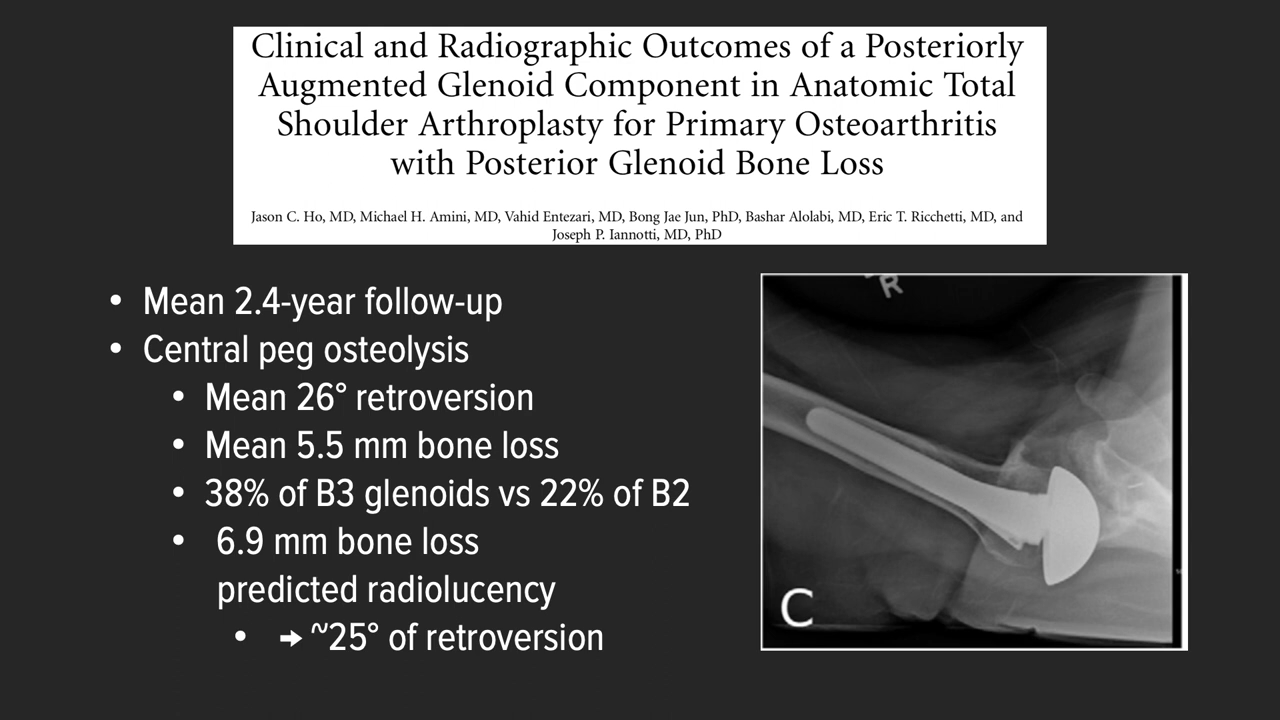 Clinical and Radiographic Outcomes of a Posteriorly
Augmented Glenoid Component in Anatomic Total
Shoulder Arthroplasty for Primary Osteoarthritis
with Posterior Glenoid Bone Loss
Jason C. Ho, MD, Michael H. Amini, MD, Vahid Entezari, MD, Bong Jae Jun, PhD, Bashar Alolabi, MD, Eric T. Ricchetti, MD, and
Joseph P. Iannotti, MD, PhD
• Mean 2.4-year follow-up
• Central peg osteolysis
• Mean 26° retroversion
• Mean 5.5 mm bone loss
• 38% of B3 glenoids vs 22% of B2
• 6.9 mm bone loss
predicted radiolucency
• → ~25° of retroversion
R
C